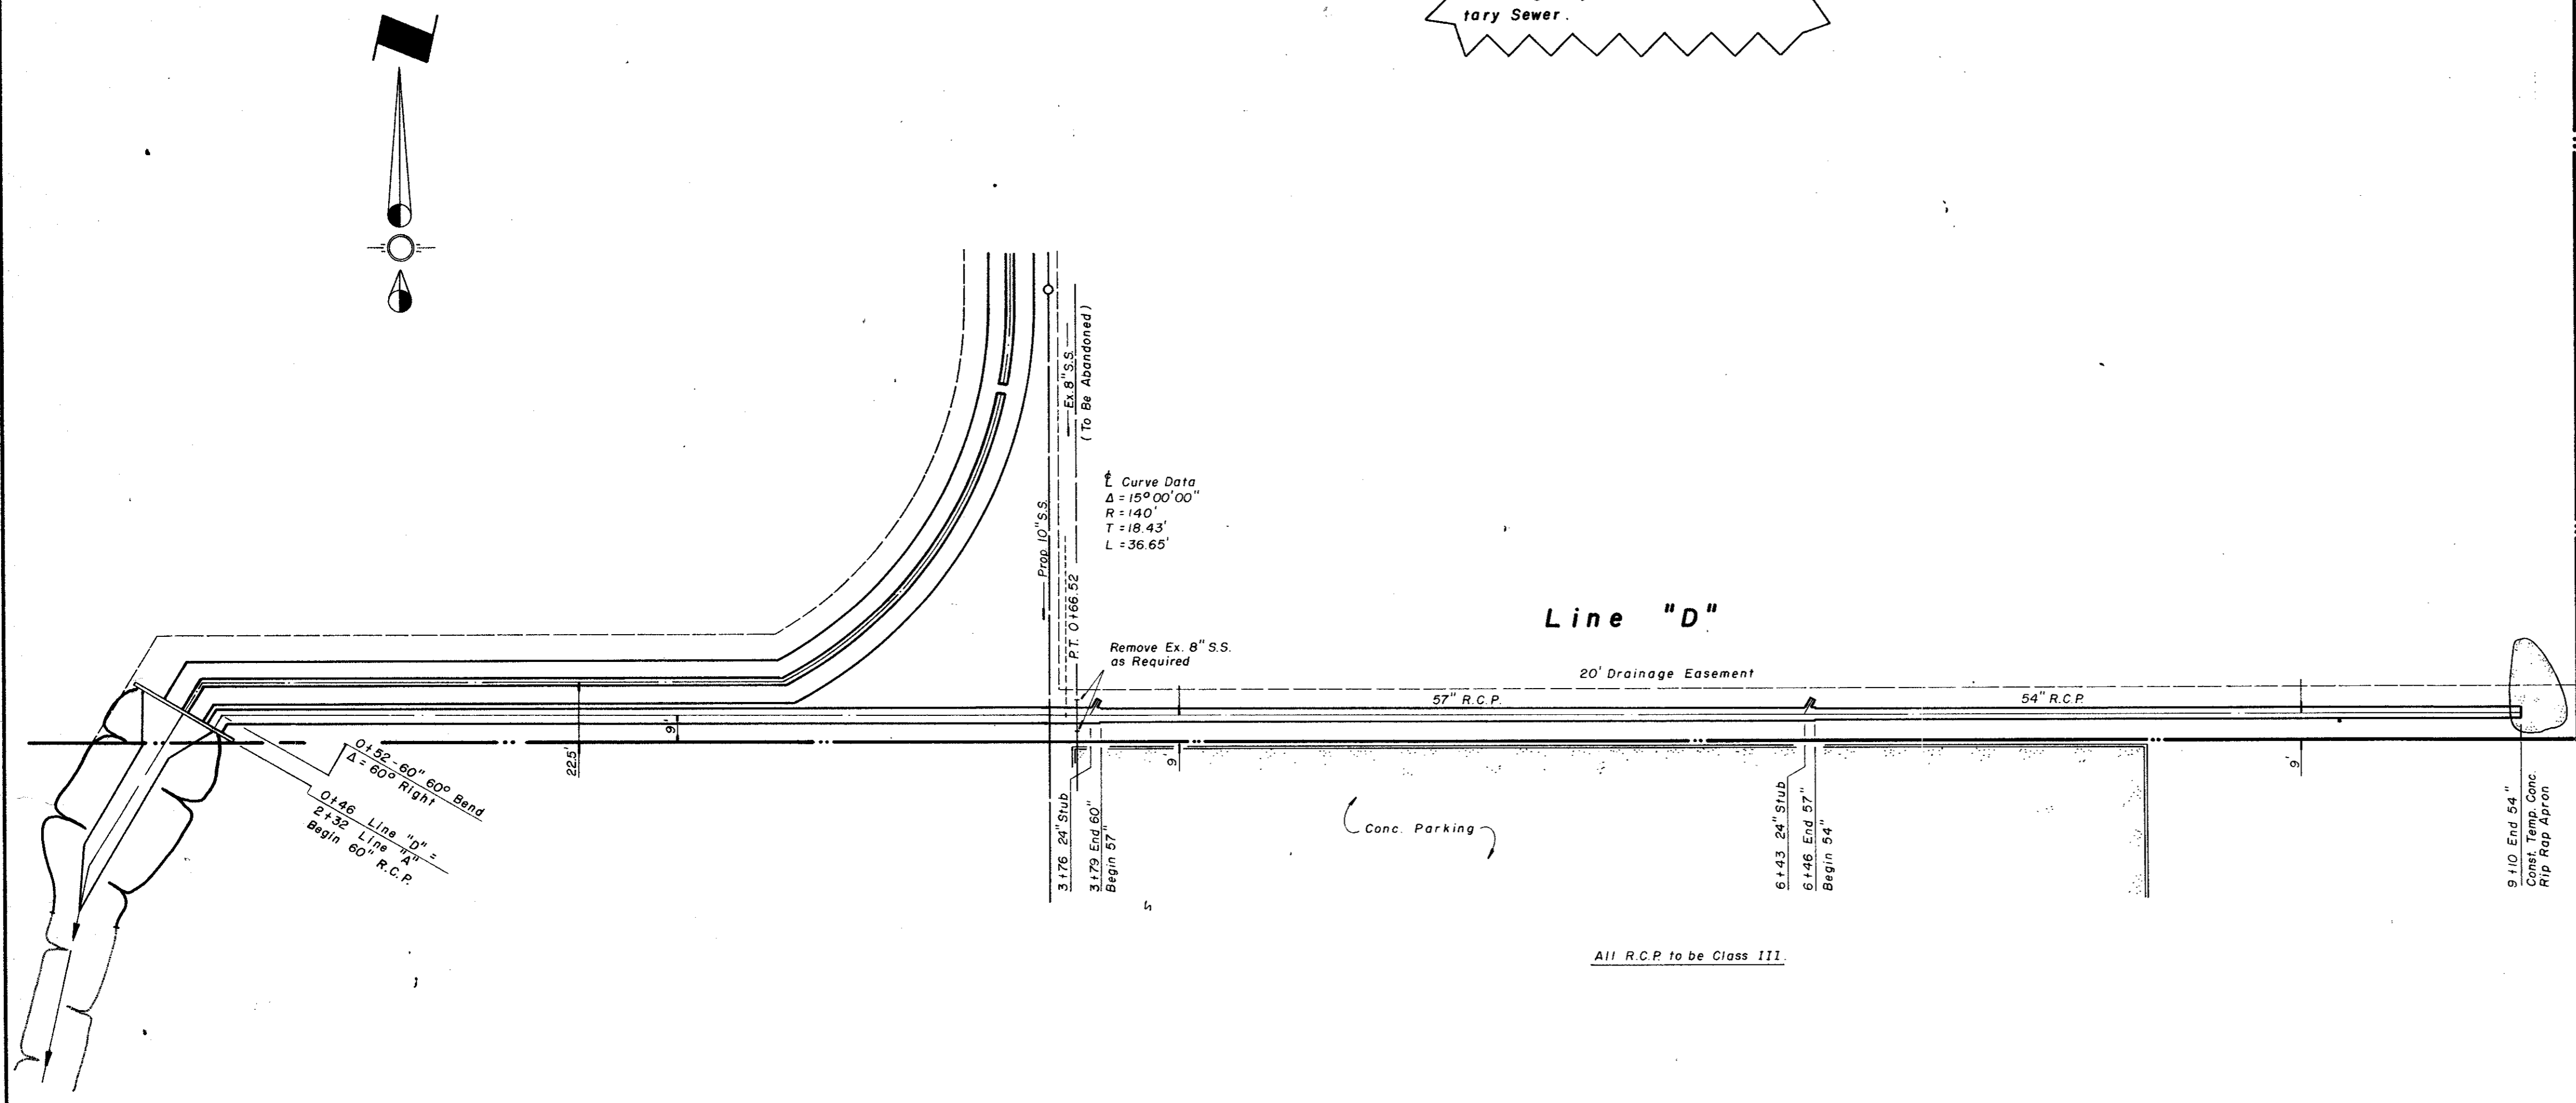 tary Sewer.
Ex. 8" S.S.
(To Be Abandoned)
℄ Curve Data
Δ = 15° 00' 00"
R = 140'
T = 18.43'
L = 36.65'
Prop. 10" S.S.
P.T. 0+66.52
Line "D"
Remove Ex. 8" S.S.
as Required
20' Drainage Easement
57" R.C.P.
54" R.C.P.
22.5'
9'
9'
9'
0+52-60" 60° Bend
Δ = 60° Right
0+46 Line "D" =
2+32 Line "A"
Begin 60" R.C.P.
3+76 24" Stub
3+79 End 60"
Begin 57"
Conc. Parking
6+43 24" Stub
6+46 End 57"
Begin 54"
9+10 End 54"
Const. Temp. Conc.
Rip Rap Apron
All R.C.P. to be Class III.